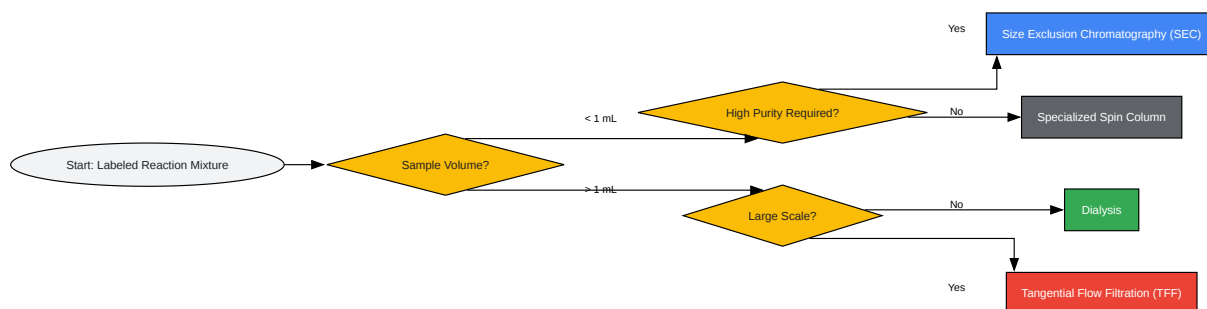 Yes
Size Exclusion Chromatography (SEC)
High Purity Required?
< 1 mL
No
Specialized Spin Column
Start: Labeled Reaction Mixture
Sample Volume?
> 1 mL
Large Scale?
No
Dialysis
Yes
Tangential Flow Filtration (TFF)